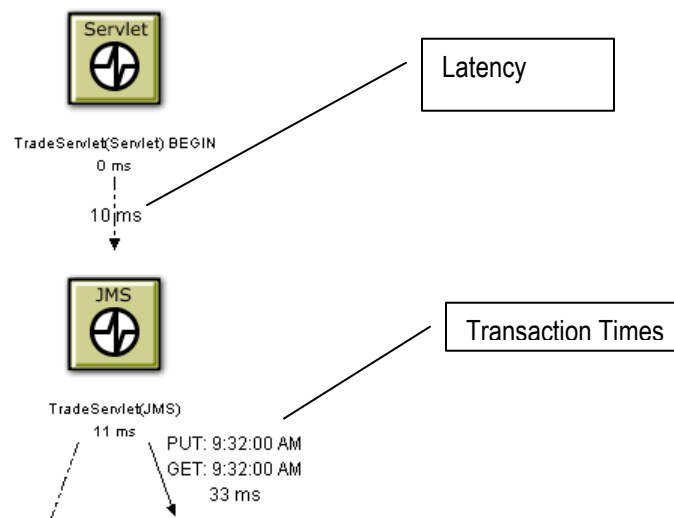 Servlet
Latency
TradeServlet(Servlet) BEGIN
0 ms
10 ms
JMS
Transaction Times
TradeServlet(JMS)
11 ms
PUT: 9:32:00 AM
GET: 9:32:00 AM
33 ms